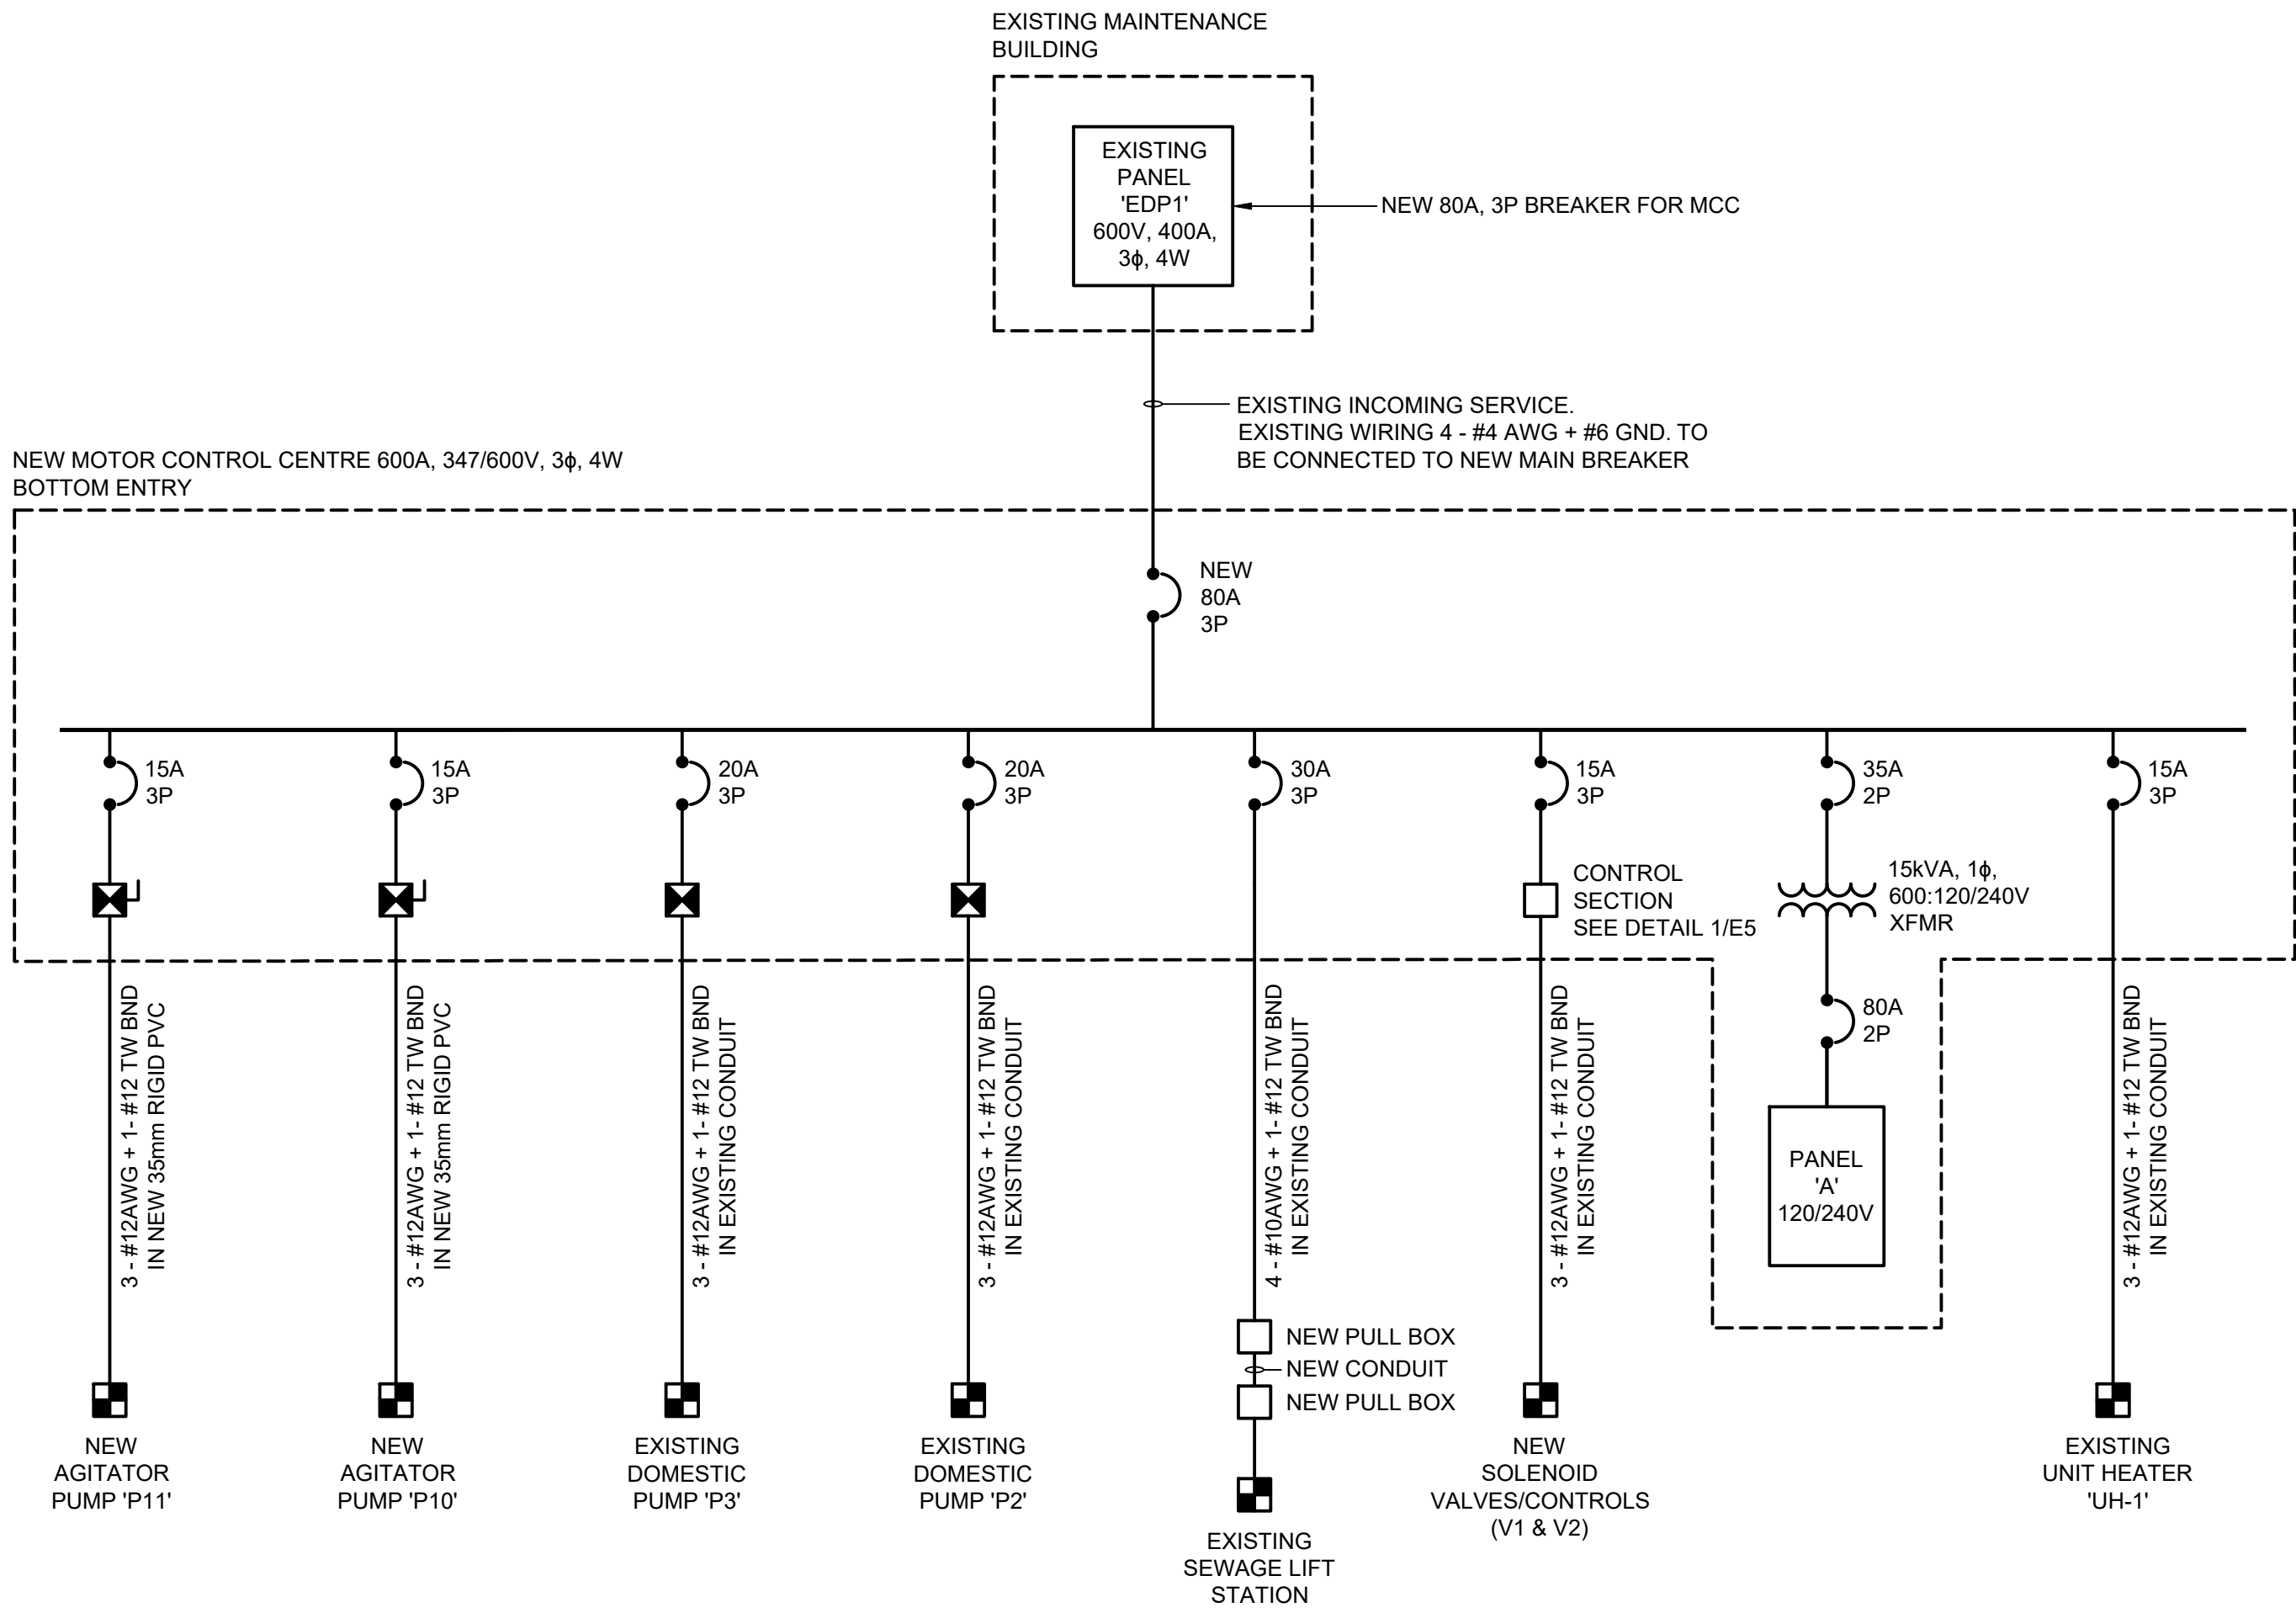 EXISTING MAINTENANCE
BUILDING
EXISTING
PANEL
'EDP1'
600V, 400A,
3ϕ, 4W
NEW 80A, 3P BREAKER FOR MCC
EXISTING INCOMING SERVICE.
EXISTING WIRING 4 - #4 AWG + #6 GND. TO
BE CONNECTED TO NEW MAIN BREAKER
NEW MOTOR CONTROL CENTRE 600A, 347/600V, 3ϕ, 4W
BOTTOM ENTRY
NEW
80A
3P
15A
3P
15A
3P
20A
3P
20A
3P
30A
3P
15A
3P
35A
2P
15A
3P
CONTROL
SECTION
SEE DETAIL 1/E5
15kVA, 1ϕ,
600:120/240V
XFMR
80A
2P
PANEL
'A'
120/240V
3 - #12AWG + 1- #12 TW BND
IN NEW 35mm RIGID PVC
3 - #12AWG + 1- #12 TW BND
IN NEW 35mm RIGID PVC
3 - #12AWG + 1- #12 TW BND
IN EXISTING CONDUIT
3 - #12AWG + 1- #12 TW BND
IN EXISTING CONDUIT
4 - #10AWG + 1- #12 TW BND
IN EXISTING CONDUIT
3 - #12AWG + 1- #12 TW BND
IN EXISTING CONDUIT
3 - #12AWG + 1- #12 TW BND
IN EXISTING CONDUIT
NEW PULL BOX
NEW CONDUIT
NEW PULL BOX
NEW
AGITATOR
PUMP 'P11'
NEW
AGITATOR
PUMP 'P10'
EXISTING
DOMESTIC
PUMP 'P3'
EXISTING
DOMESTIC
PUMP 'P2'
EXISTING
SEWAGE LIFT
STATION
NEW
SOLENOID
VALVES/CONTROLS
(V1 & V2)
EXISTING
UNIT HEATER
'UH-1'